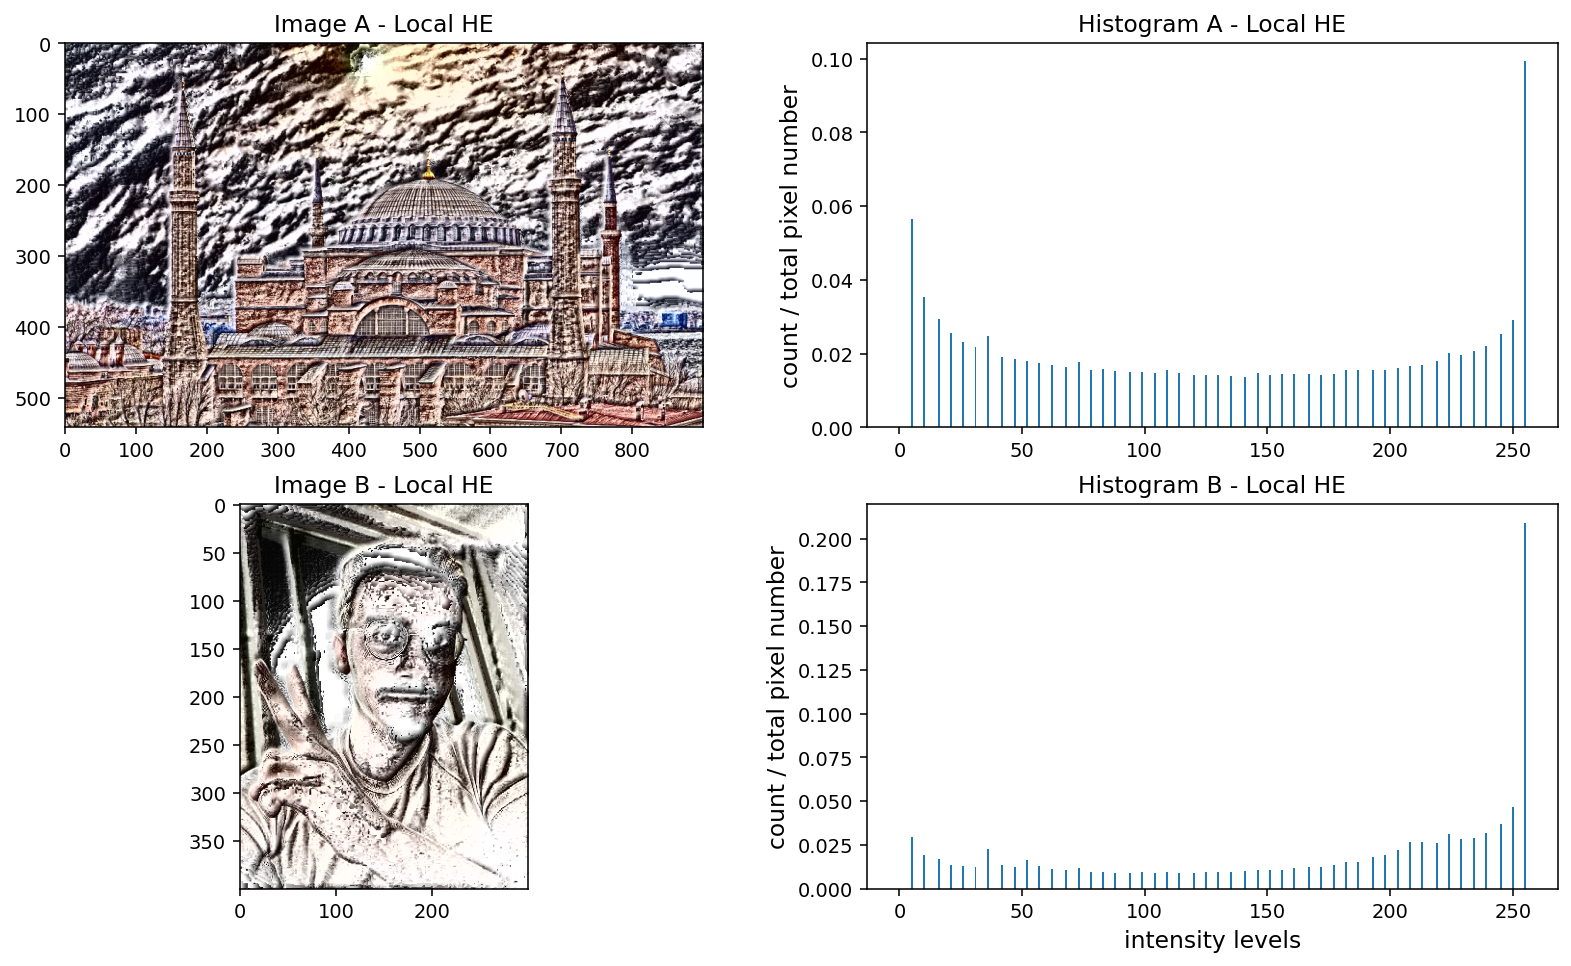 Image A - Local HE
0
100
200
300
400
500
0 100 200 300 400 500 600 700 800
Histogram A - Local HE
count / total pixel number
0.10
0.08
0.06
0.04
0.02
0.00
0 50 100 150 200 250
Image B - Local HE
0
50
100
150
200
250
300
350
0 100 200
Histogram B - Local HE
count / total pixel number
0.200
0.175
0.150
0.125
0.100
0.075
0.050
0.025
0.000
0 50 100 150 200 250
intensity levels